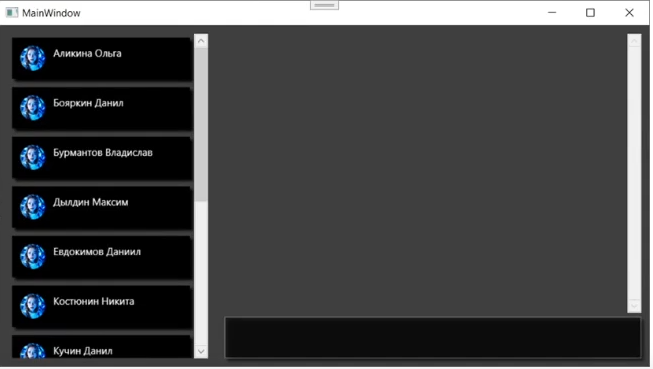 MainWindow
Аликина Ольга
Бояркин Данил
Бурмантов Владислав
Дылдин Максим
Евдокимов Даниил
Костюнин Никита
Кучин Данил